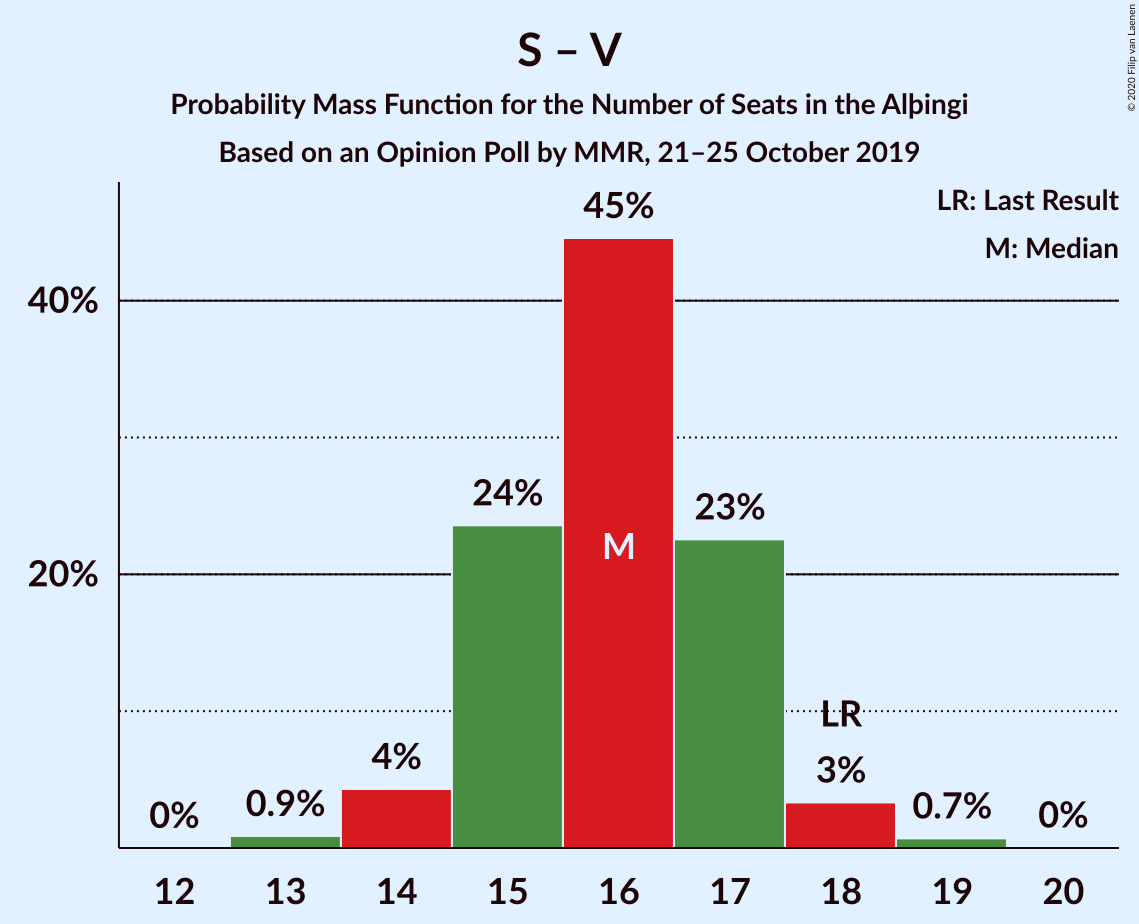 S – V
Probability Mass Function for the Number of Seats in the Alþingi
Based on an Opinion Poll by MMR, 21–25 October 2019
© 2020 Filip van Laenen
LR: Last Result
M: Median
45%
40%
24%
23%
M
20%
LR
4%
3%
0%
0.9%
0.7%
0%
12 13 14 15 16 17 18 19 20